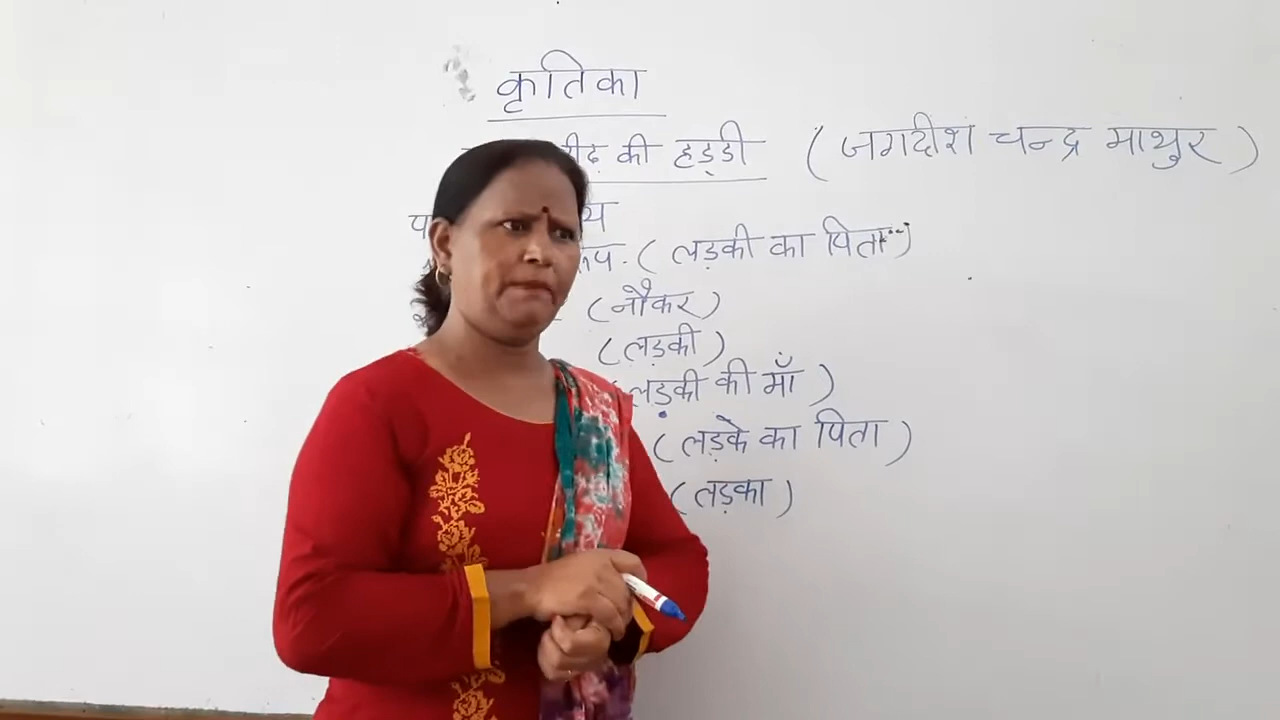 कृतिका
की हड्डी (जगदीश चन्द्र माथुर)
(लड़की का पिता)
(नौकर)
(लड़की)
(लड़की की माँ)
(लड़के का पिता)
(लड़का)